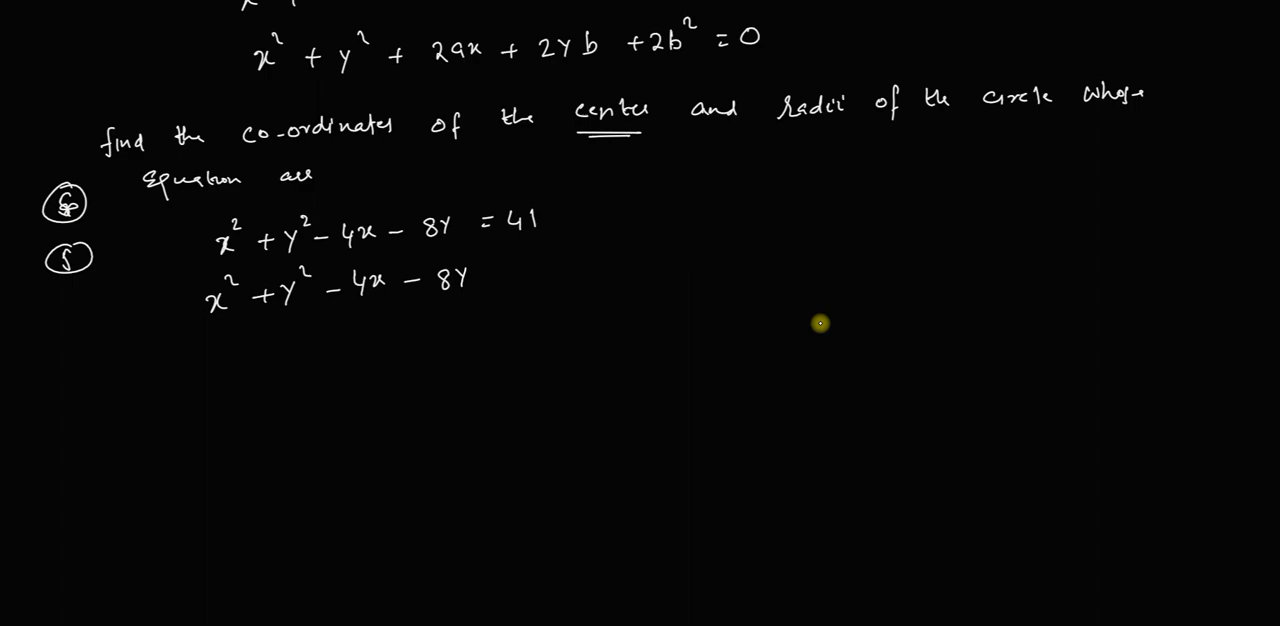 x² + y² + 2ax + 2yb + 2b² = 0
find the co-ordinates of the center and radii of the circle whose
Equation are
x² + y² - 4x - 8y = 41
5
x² + y² - 4x - 8y